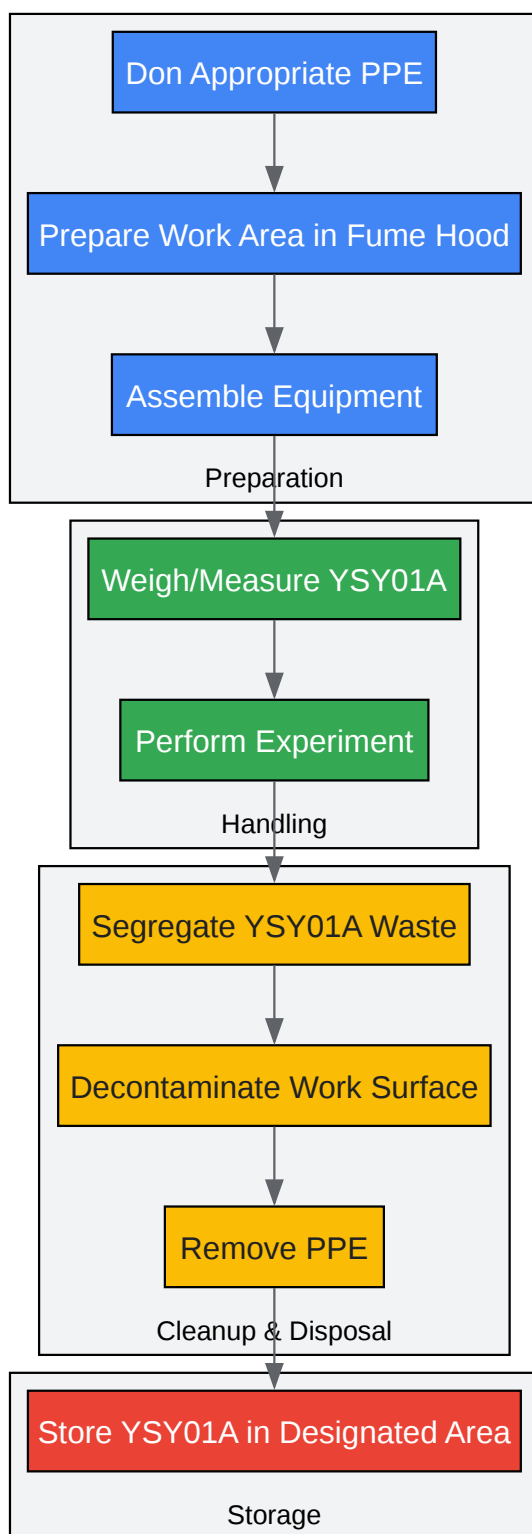 Don Appropriate PPE
Prepare Work Area in Fume Hood
Assemble Equipment
Preparation
Weigh/Measure YSY01A
Perform Experiment
Handling
Segregate YSY01A Waste
Decontaminate Work Surface
Remove PPE
Cleanup & Disposal
Store YSY01A in Designated Area
Storage